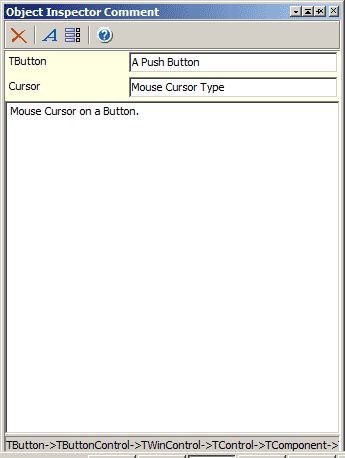 Object Inspector Comment
TButton A Push Button
Cursor Mouse Cursor Type
Mouse Cursor on a Button.
TButton->TButtonControl->TWinControl->TControl->TComponent->